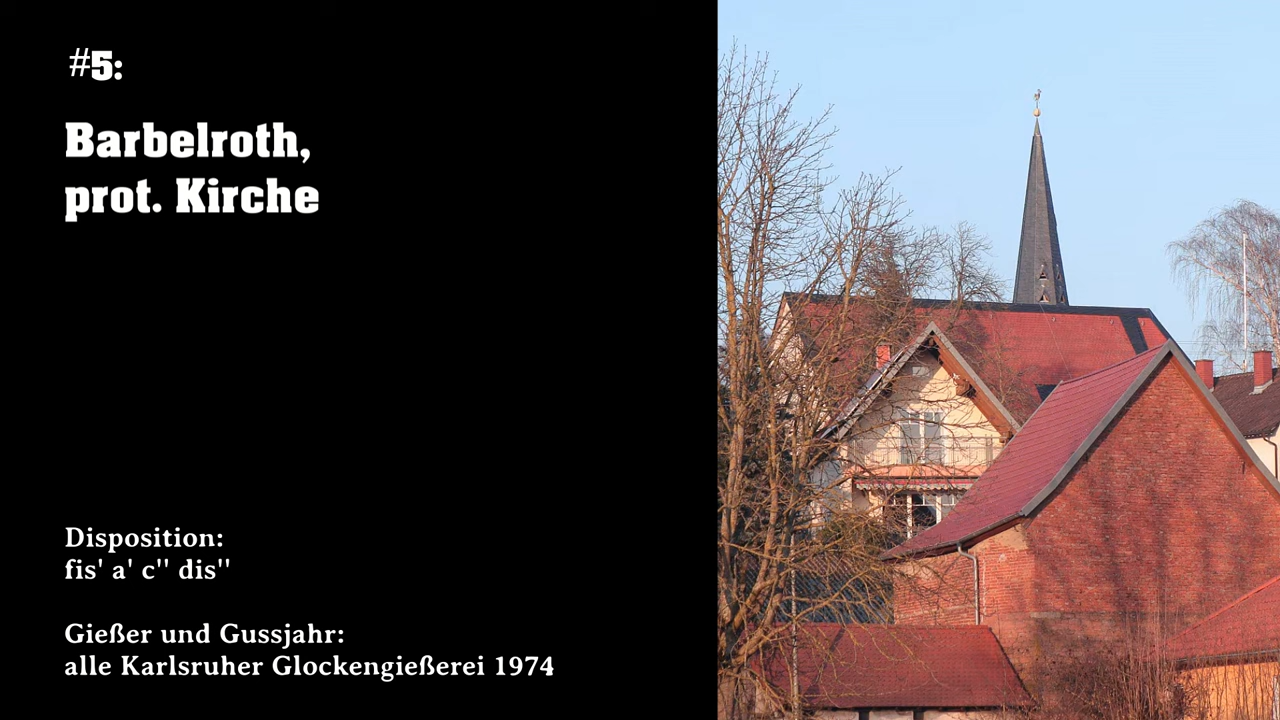 #5:
Barbelroth,
prot. Kirche
Disposition:
fis' a' c'' dis''
Gießer und Gussjahr:
alle Karlsruher Glockengießerei 1974